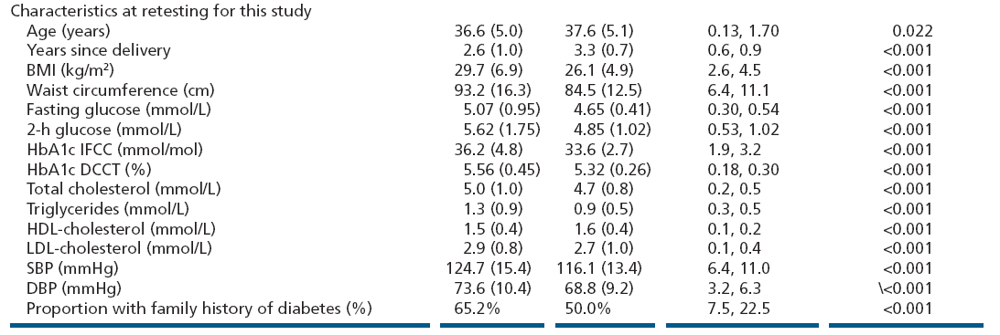 Characteristics at retesting for this study
Age (years) 36.6 (5.0) 37.6 (5.1) 0.13, 1.70 0.022
Years since delivery 2.6 (1.0) 3.3 (0.7) 0.6, 0.9 <0.001
BMI (kg/m²) 29.7 (6.9) 26.1 (4.9) 2.6, 4.5 <0.001
Waist circumference (cm) 93.2 (16.3) 84.5 (12.5) 6.4, 11.1 <0.001
Fasting glucose (mmol/L) 5.07 (0.95) 4.65 (0.41) 0.30, 0.54 <0.001
2-h glucose (mmol/L) 5.62 (1.75) 4.85 (1.02) 0.53, 1.02 <0.001
HbA1c IFCC (mmol/mol) 36.2 (4.8) 33.6 (2.7) 1.9, 3.2 <0.001
HbA1c DCCT (%) 5.56 (0.45) 5.32 (0.26) 0.18, 0.30 <0.001
Total cholesterol (mmol/L) 5.0 (1.0) 4.7 (0.8) 0.2, 0.5 <0.001
Triglycerides (mmol/L) 1.3 (0.9) 0.9 (0.5) 0.3, 0.5 <0.001
HDL-cholesterol (mmol/L) 1.5 (0.4) 1.6 (0.4) 0.1, 0.2 <0.001
LDL-cholesterol (mmol/L) 2.9 (0.8) 2.7 (1.0) 0.1, 0.4 <0.001
SBP (mmHg) 124.7 (15.4) 116.1 (13.4) 6.4, 11.0 <0.001
DBP (mmHg) 73.6 (10.4) 68.8 (9.2) 3.2, 6.3 \<0.001
Proportion with family history of diabetes (%) 65.2% 50.0% 7.5, 22.5 <0.001